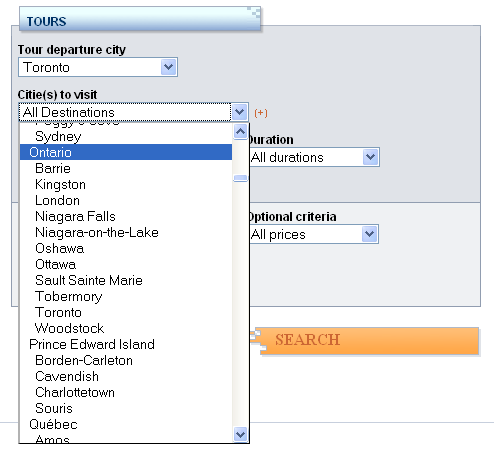 TOURS
Tour departure city
Toronto
Citie(s) to visit
All Destinations
(+)
Sydney
Ontario
Barrie
Kingston
London
Niagara Falls
Niagara-on-the-Lake
Oshawa
Ottawa
Sault Sainte Marie
Tobermory
Toronto
Woodstock
Prince Edward Island
Borden-Carleton
Cavendish
Charlottetown
Souris
Québec
Amos
Duration
All durations
Optional criteria
All prices
SEARCH